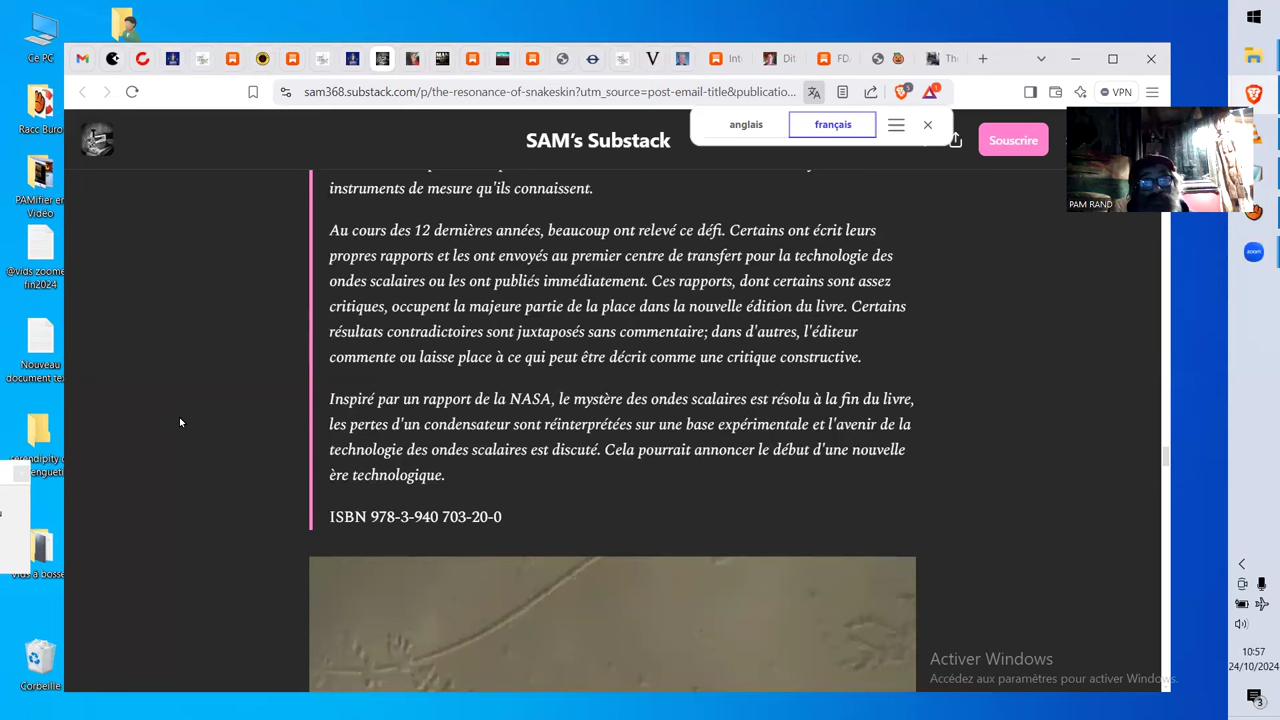 Ce PC
Racc Buro
PAMifier en
Vidéo
@vids zoome
fin2024
Nouveau
document te
Corbeille
Int
Dit
FD
Th
sam368.substack.com/p/the-resonance-of-snakeskin?utm_source=post-email-title&publicatio...
VPN
anglais
français
SAM's Substack
Souscrire
PAM RAND
instruments de mesure qu'ils connaissent.
Au cours des 12 dernières années, beaucoup ont relevé ce défi. Certains ont écrit leurs
propres rapports et les ont envoyés au premier centre de transfert pour la technologie des
ondes scalaires ou les ont publiés immédiatement. Ces rapports, dont certains sont assez
critiques, occupent la majeure partie de la place dans la nouvelle édition du livre. Certains
résultats contradictoires sont juxtaposés sans commentaire; dans d'autres, l'éditeur
commente ou laisse place à ce qui peut être décrit comme une critique constructive.
Inspiré par un rapport de la NASA, le mystère des ondes scalaires est résolu à la fin du livre,
les pertes d'un condensateur sont réinterprétées sur une base expérimentale et l'avenir de la
technologie des ondes scalaires est discuté. Cela pourrait annoncer le début d'une nouvelle
ère technologique.
ISBN 978-3-940 703-20-0
Activer Windows
Accédez aux paramètres pour activer Windows.
10:57
24/10/2024
3